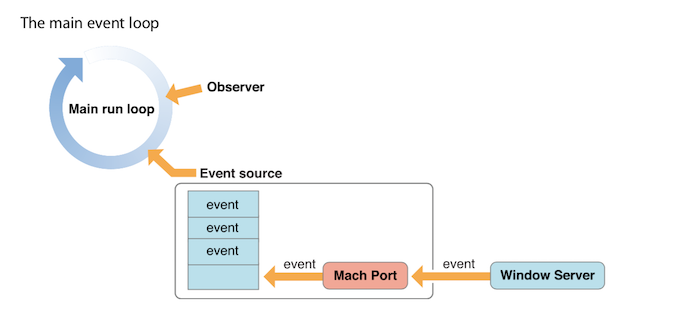 The main event loop
Observer
Main run loop
Event source
event
event
event
event
Mach Port
event
Window Server